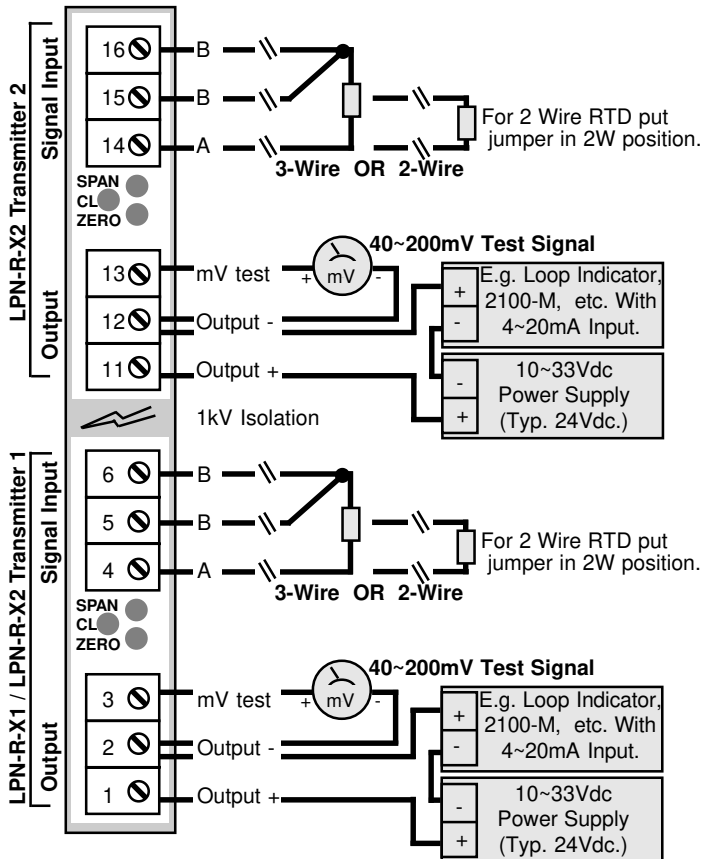 LPN-R-X2 Transmitter 2
Signal Input
Output
16 B
15 B
14 A
3-Wire OR 2-Wire
For 2 Wire RTD put
jumper in 2W position.
SPAN
CL
ZERO
40~200mV Test Signal
13 mV test + mV -
12 Output -
11 Output +
+ E.g. Loop Indicator,
2100-M, etc. With
- 4~20mA Input.
- 10~33Vdc
Power Supply
+ (Typ. 24Vdc.)
1kV Isolation
LPN-R-X1 / LPN-R-X2 Transmitter 1
Signal Input
Output
6 B
5 B
4 A
3-Wire OR 2-Wire
For 2 Wire RTD put
jumper in 2W position.
SPAN
CL
ZERO
40~200mV Test Signal
3 mV test + mV -
2 Output -
1 Output +
+ E.g. Loop Indicator,
2100-M, etc. With
- 4~20mA Input.
- 10~33Vdc
Power Supply
+ (Typ. 24Vdc.)